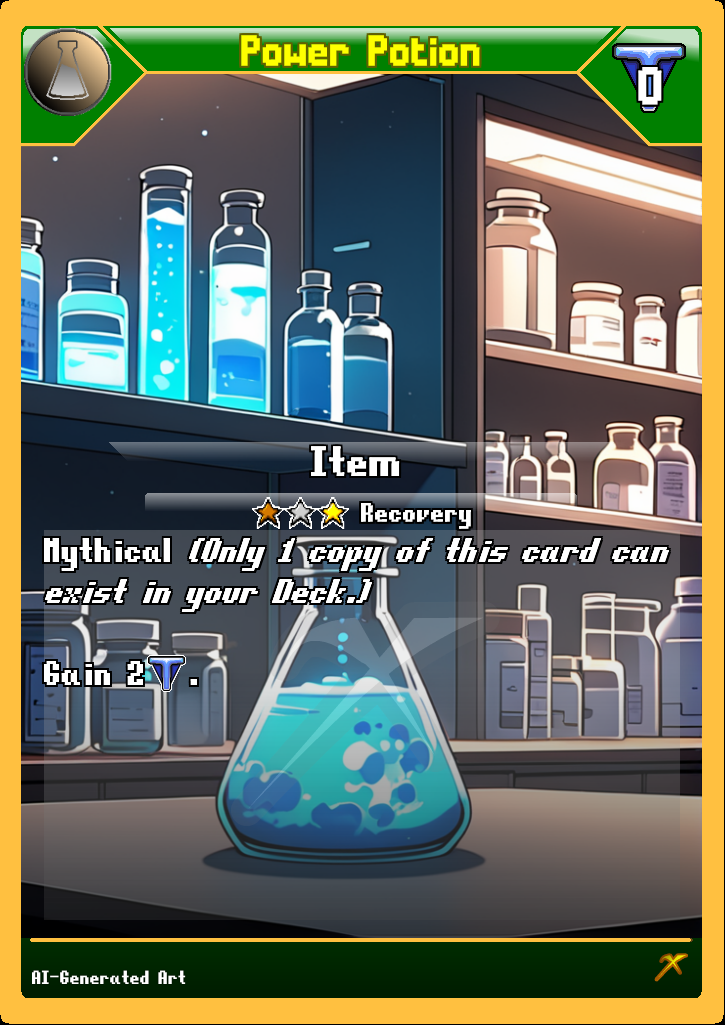 Power Potion
0
Item
Recovery
Mythical (Only 1 copy of this card can
exist in your Deck.)
Gain 2 T.
AI-Generated Art